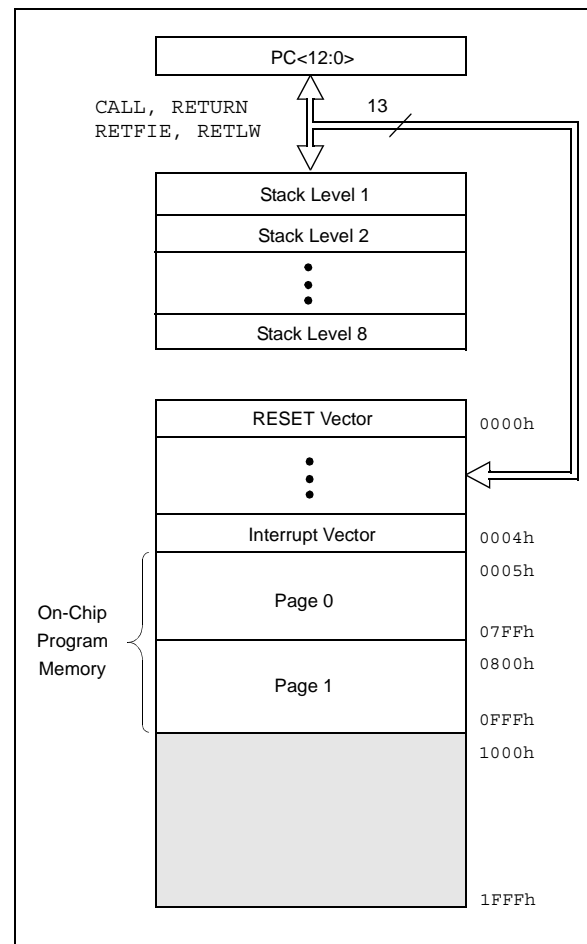 PC<12:0>
CALL, RETURN
RETFIE, RETLW
13
Stack Level 1
Stack Level 2
Stack Level 8
RESET Vector
0000h
Interrupt Vector
0004h
0005h
On-Chip
Program
Memory
Page 0
07FFh
0800h
Page 1
0FFFh
1000h
1FFFh